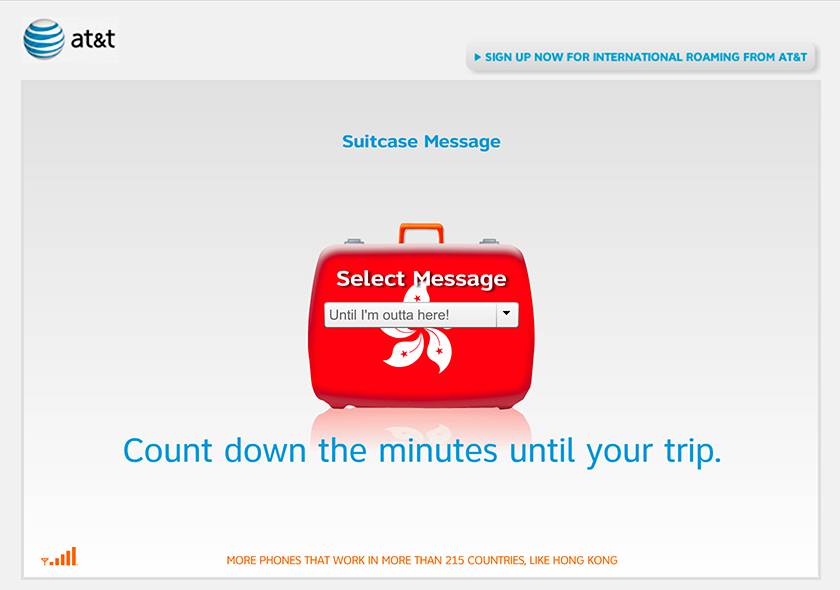 at&t
SIGN UP NOW FOR INTERNATIONAL ROAMING FROM AT&T
Suitcase Message
Select Message
Until I'm outta here!
Count down the minutes until your trip.
MORE PHONES THAT WORK IN MORE THAN 215 COUNTRIES, LIKE HONG KONG